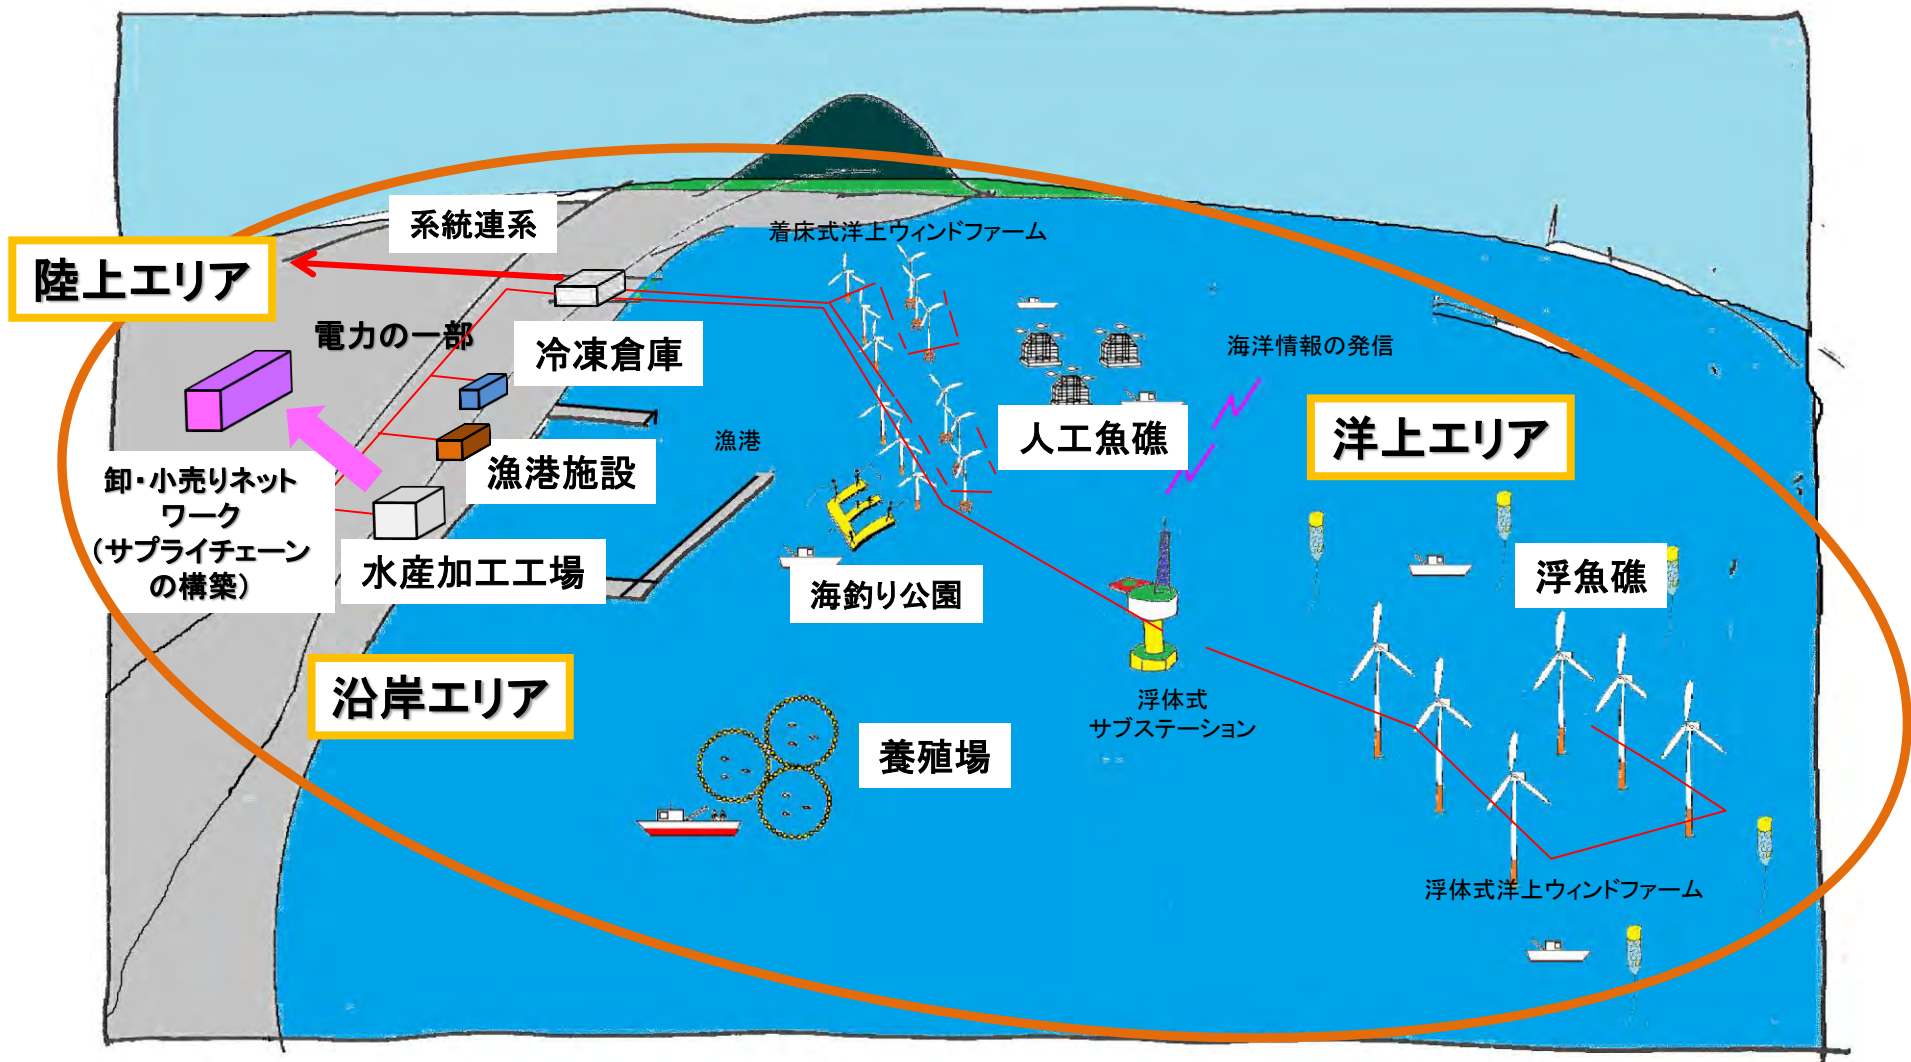 系統連系
着床式洋上ウィンドファーム
陸上エリア
電力の一部
冷凍倉庫
海洋情報の発信
人工魚礁
洋上エリア
漁港
漁港施設
卸・小売りネット
ワーク
（サプライチェーン
の構築）
水産加工工場
海釣り公園
浮魚礁
沿岸エリア
浮体式
サブステーション
養殖場
浮体式洋上ウィンドファーム